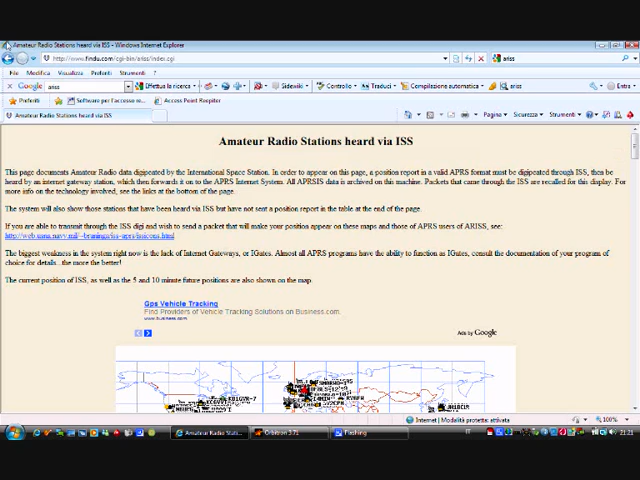 Amateur Radio Stations heard via ISS - Windows Internet Explorer
http://www.findu.com/cgi-bin/ariss/index.cgi
ariss
File Modifica Visualizza Preferiti Strumenti ?
Google ariss Effettua la ricerca Sidewiki Controllo Traduci Compilazione automatica ariss Entra
Preferiti Software per l'accesso re... Access Point Repiter
Amateur Radio Stations heard via ISS Pagina Sicurezza Strumenti
Amateur Radio Stations heard via ISS
This page documents Amateur Radio data digipeated by the International Space Station. In order to appear on this page, a position report in a valid APRS format must be digipeated through ISS, then be
heard by an internet gateway station, which then forwards it on to the APRS Internet System. All APRSIS data is archived on this machine. Packets that came through the ISS are recalled for this display. For
more info on the technology involved, see the links at the bottom of the page.
The system will also show those stations that have been heard via ISS but have not sent a position report in the table at the end of the page.
If you are able to transmit through the ISS digi and wish to send a packet that will make your position appear on these maps and those of APRS users of ARISS, see:
The biggest weakness in the system right now is the lack of Internet Gateways, or IGates. Almost all APRS programs have the ability to function as IGates, consult the documentation of your program of
choice for details...the more the better!
The current position of ISS, as well as the 5 and 10 minute future positions are also shown on the map.
Gps Vehicle Tracking
Find Providers of Vehicle Tracking Solutions on Business.com.
www.business.com
Ads by Google
Internet | Modalità protetta: attivata 100%
Amateur Radio Stati... Orbitron 3.71 Flashing IT 21.21